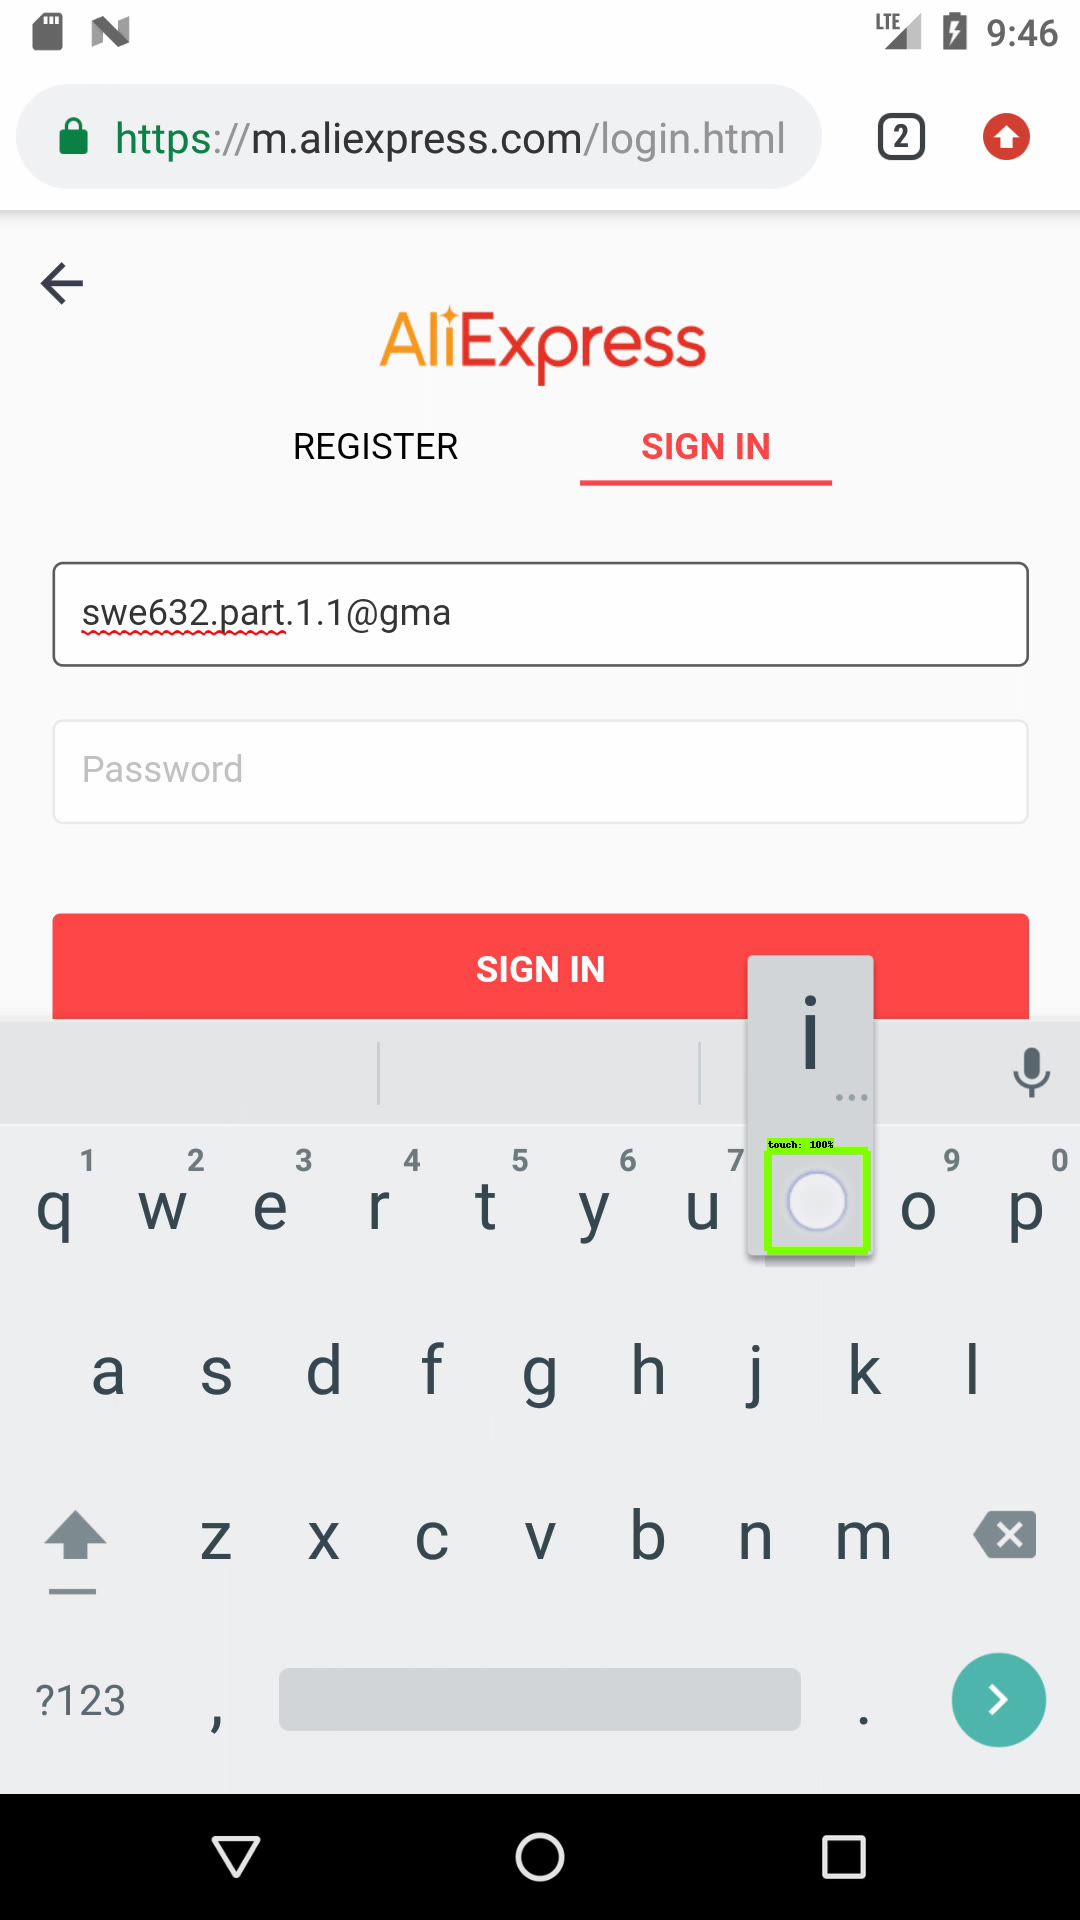 LTE 9:46
https://m.aliexpress.com/login.html 2
AliExpress
REGISTER SIGN IN
swe632.part.1.1@gma
Password
SIGN IN
i
...
touch: 100%
1 2 3 4 5 6 7 9 0
q w e r t y u o p
a s d f g h j k l
z x c v b n m
?123 , .